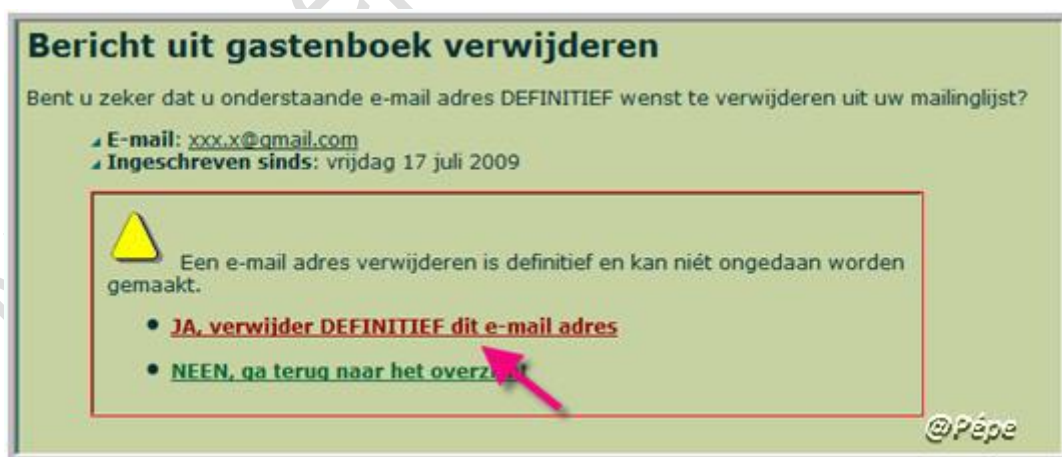 Bericht uit gastenboek verwijderen
Bent u zeker dat u onderstaande e-mail adres DEFINITIEF wenst te verwijderen uit uw mailinglijst?
E-mail: xxx.x@gmail.com
Ingeschreven sinds: vrijdag 17 juli 2009
Een e-mail adres verwijderen is definitief en kan niét ongedaan worden
gemaakt.
JA, verwijder DEFINITIEF dit e-mail adres
NEEN, ga terug naar het
@Pépe